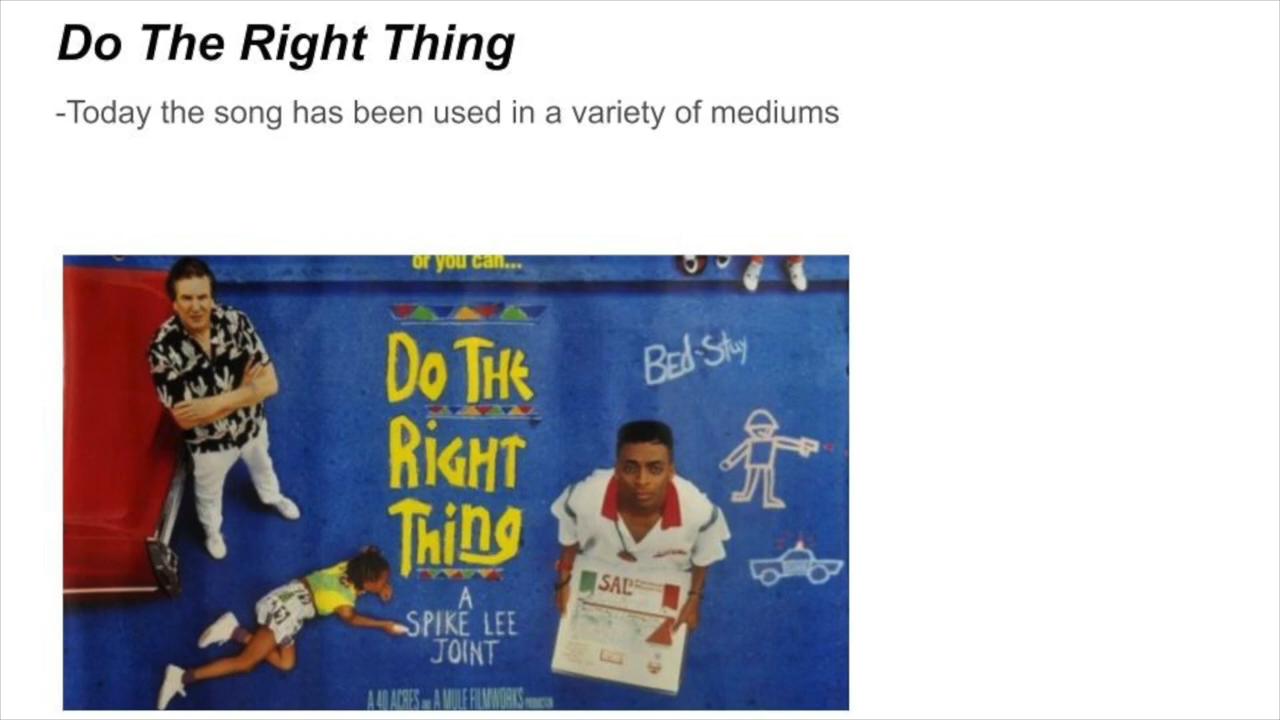 Do The Right Thing
-Today the song has been used in a variety of mediums
or you can...
Do THE
RiGHT
Thing
BEd-Stuy
A
SPIKE LEE
JOINT
SAL'S
A 40 ACRES AND A MULE FILMWORKS PRODUCTION